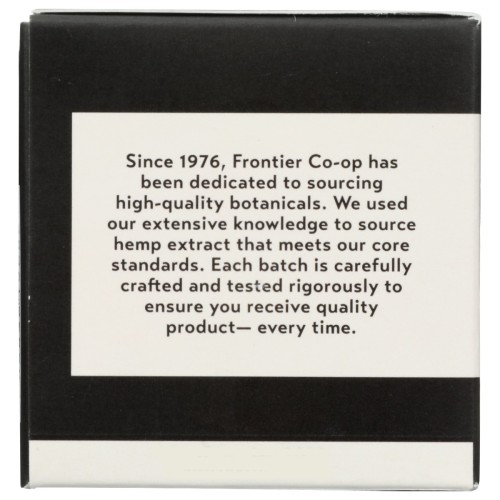 Since 1976, Frontier Co-op has
been dedicated to sourcing
high-quality botanicals. We used
our extensive knowledge to source
hemp extract that meets our core
standards. Each batch is carefully
crafted and tested rigorously to
ensure you receive quality
product— every time.